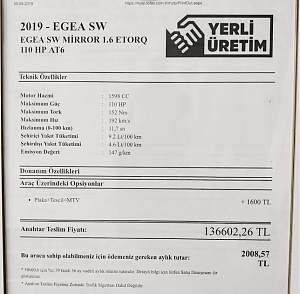 2019 - EGEA SW
EGEA SW MİRROR 1.6 ETORQ
110 HP AT6
YERLİ
ÜRETİM
Teknik Özellikler
Motor Hacmi : 1598 CC
Maksimum Güç : 110 HP
Maksimum Tork : 152 Nm
Maksimum Hız : 192 km/s
Hızlanma (0-100 km) : 11,7 sn
Şehiriçi Yakıt Tüketimi : 9.2 Lt/100 km
Şehirdışı Yakıt Tüketimi : 4.6 Lt/100 km
Emisyon Değeri : 147 g/km
Donanım Özellikleri
Araç Üzerindeki Opsiyonlar
Plaka+Tescil+MTV + 1600 TL
Anahtar Teslim Fiyatı: 136602,26 TL
Bu araca sahip olabilmeniz için ödemeniz gereken aylık tutar: 2008,57
TL